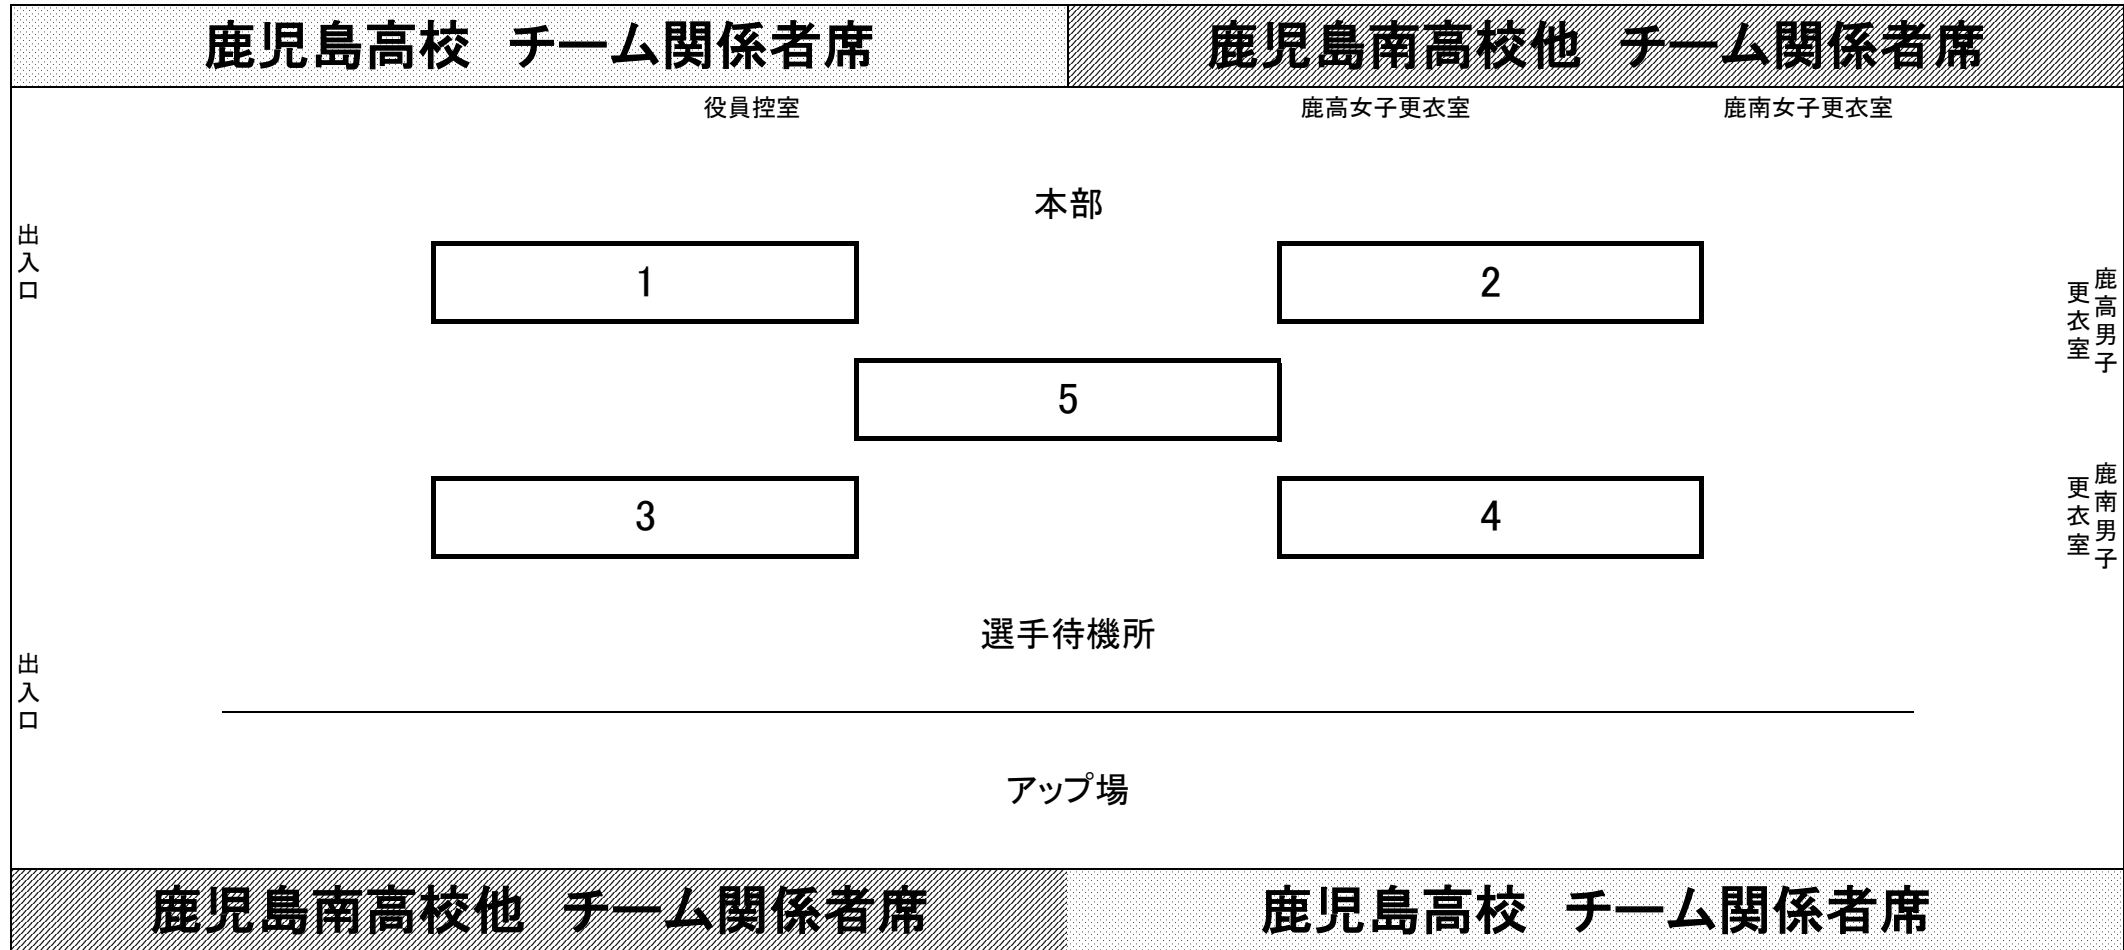 鹿児島高校　チーム関係者席
鹿児島南高校他　チーム関係者席
役員控室
鹿高女子更衣室
鹿南女子更衣室
本部
出入口
1
2
鹿高男子
更衣室
5
3
4
鹿南男子
更衣室
選手待機所
出入口
アップ場
鹿児島南高校他　チーム関係者席
鹿児島高校　チーム関係者席